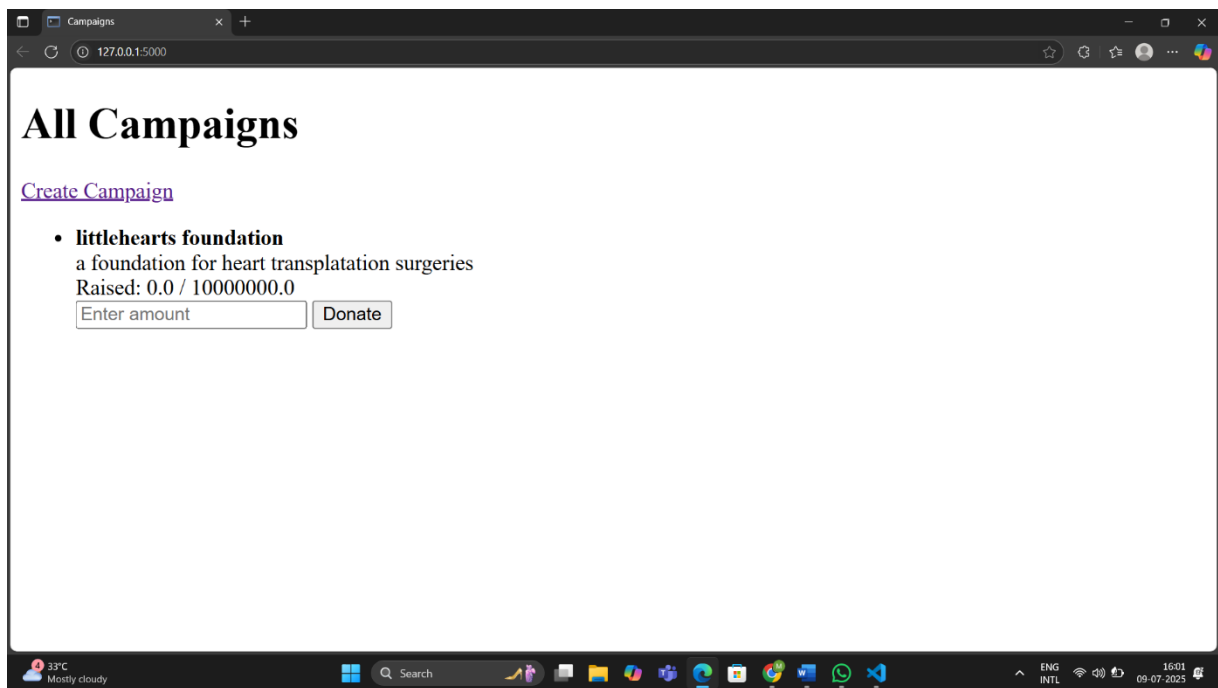 Campaigns
127.0.0.1:5000
All Campaigns
Create Campaign
littlehearts foundation
a foundation for heart transplatation surgeries
Raised: 0.0 / 10000000.0
Enter amount Donate
4 33°C
Mostly cloudy
Search
ENG
INTL
16:01
09-07-2025